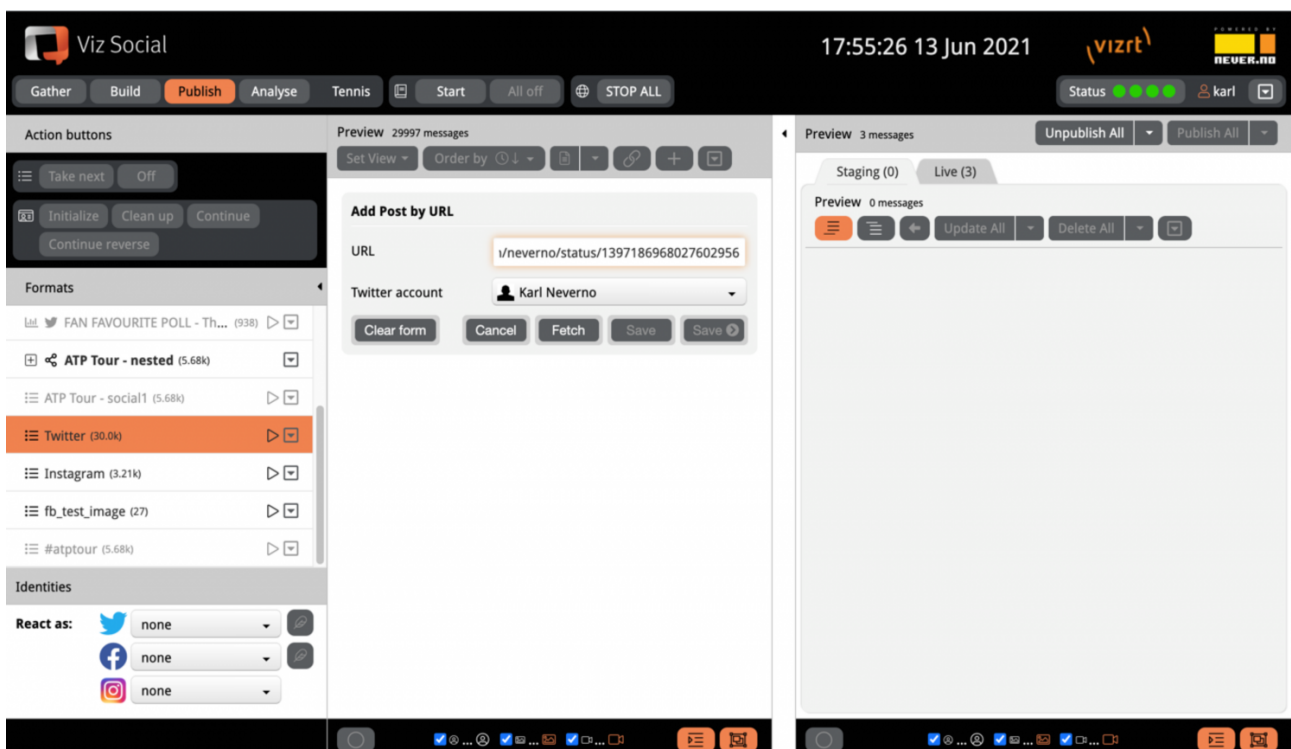 Viz Social
17:55:26 13 Jun 2021
vizrt
POWERED BY
never.no
Gather Build Publish Analyse Tennis Start All off STOP ALL
Status karl
Action buttons
Take next Off
Initialize Clean up Continue
Continue reverse
Formats
FAN FAVOURITE POLL - Th... (938)
ATP Tour - nested (5.68k)
ATP Tour - social1 (5.68k)
Twitter (30.0k)
Instagram (3.21k)
fb_test_image (27)
#atptour (5.68k)
Identities
React as: none
none
none
Preview 29997 messages
Set View Order by
Add Post by URL
URL ı/neverno/status/1397186968027602956
Twitter account Karl Neverno
Clear form Cancel Fetch Save Save
... ... ...
Preview 3 messages Unpublish All Publish All
Staging (0) Live (3)
Preview 0 messages
Update All Delete All
... ... ...